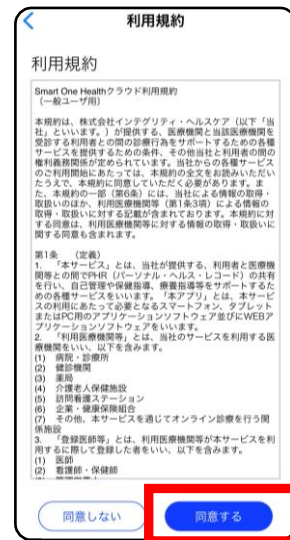 利用規約
利用規約
Smart One Healthクラウド利用規約
（一般ユーザ用）
本規約は、株式会社インテグリティ・ヘルスケア（以下「当
社」といいます。）が提供する、医療機関と当該医療機関を
受診する利用者との間の診療行為をサポートするための各種
サービスを提供するための条件、その他当社と利用者の間の
権利義務関係が定められています。当社からの各種サービス
のご利用開始にあたっては、本規約の全文をお読みいただい
たうえで、本規約に同意していただく必要があります。ま
た、本規約の一部（第6条）には、当社による情報の取得・
取扱いのほか、利用医療機関等（第1条3項）による情報の
取得・取扱いに対する記載が含まれております。本規約に対
する同意は、利用医療機関等に対する情報の取得・取扱いに
関する同意も含まれます。
第1条　（定義）
1.　「本サービス」とは、当社が提供する、利用者と医療機
関等との間でPHR（パーソナル・ヘルス・レコード）の共有
を行い、自己管理や保健指導、療養指導等をサポートするた
めの各種サービスをいいます。「本アプリ」とは、本サービ
スの利用にあたって必要となるスマートフォン、タブレット
またはPC用のアプリケーションソフトウェア並びにWEBア
プリケーションソフトウェアをいいます。
2.　「利用医療機関等」とは、当社のサービスを利用する医
療機関をいい、以下を含みます。
(1)　病院・診療所
(2)　健診機関
(3)　薬局
(4)　介護老人保健施設
(5)　訪問看護ステーション
(6)　企業・健康保険組合
(7)　その他、本サービスを通じてオンライン診療を行う関
係施設
3.　「登録医師等」とは、利用医療機関等が本サービスを利
用するに際して登録した者をいい、以下を含みます。
(1)　医師
(2)　看護師・保健師
同意しない
同意する